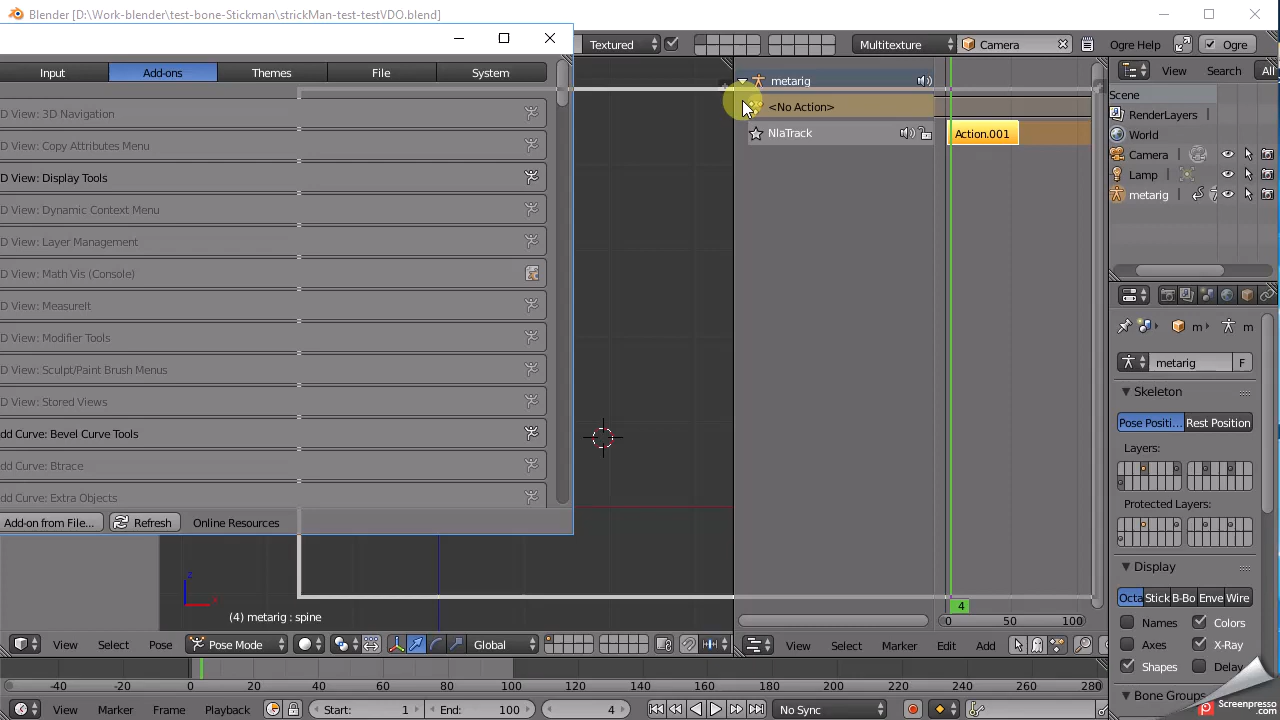 Blender [D:\Work-blender\test-bone-Stickman\strickMan-test-testVDO.blend]
Textured Multitexture Camera Ogre Help Ogre
Input Add-ons Themes File System
D View: 3D Navigation
D View: Copy Attributes Menu
D View: Display Tools
D View: Dynamic Context Menu
D View: Layer Management
D View: Math Vis (Console)
D View: MeasureIt
D View: Modifier Tools
D View: Sculpt/Paint Brush Menus
D View: Stored Views
dd Curve: Bevel Curve Tools
dd Curve: Btrace
dd Curve: Extra Objects
Add-on from File... Refresh Online Resources
z
x
(4) metarig : spine
View Select Pose Pose Mode Global
metarig
<No Action>
NlaTrack Action.001
4
0 50 100
View Select Marker Edit Add
View Search All
Scene
RenderLayers
World
Camera
Lamp
metarig
m m
metarig F
Skeleton
Pose Positi... Rest Position
Layers:
Protected Layers:
Display
Octa Stick B-Bo Enve Wire
Names Colors
Axes X-Ray
Shapes Delay
Bone Groups
-40 -20 0 20 40 60 80 100 120 140 160 180 200 220 240 260 280
View Marker Frame Playback Start: 1 End: 100 4 No Sync
Screenpresso
.com